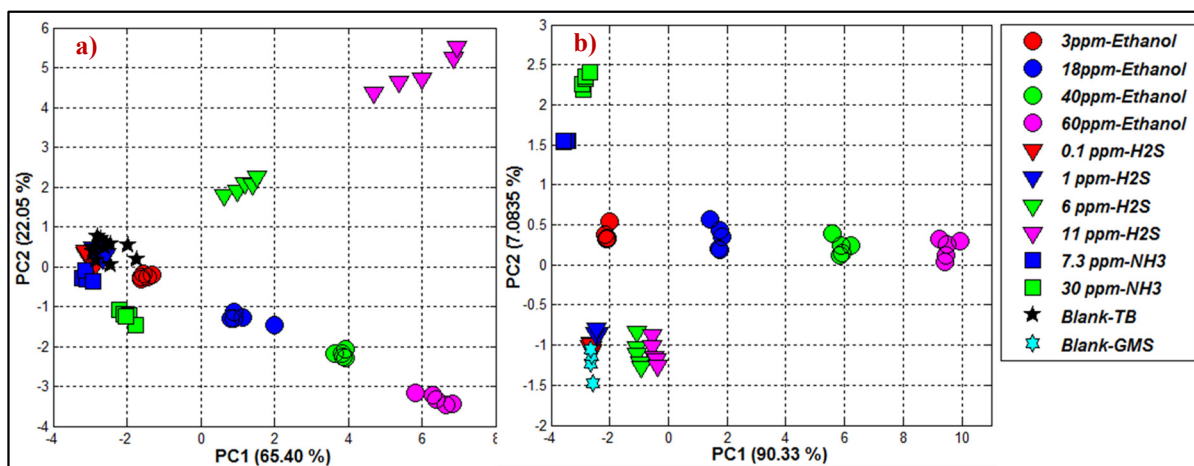 a)
6
5
4
3
2
1
0
-1
-2
-3
-4
PC2 (22.05 %)
-4 -2 0 2 4 6 8
PC1 (65.40 %)
b)
3
2.5
2
1.5
1
0.5
0
-0.5
-1
-1.5
-2
PC2 (7.0835 %)
-4 -2 0 2 4 6 8 10
PC1 (90.33 %)
3ppm-Ethanol
18ppm-Ethanol
40ppm-Ethanol
60ppm-Ethanol
0.1 ppm-H2S
1 ppm-H2S
6 ppm-H2S
11 ppm-H2S
7.3 ppm-NH3
30 ppm-NH3
Blank-TB
Blank-GMS